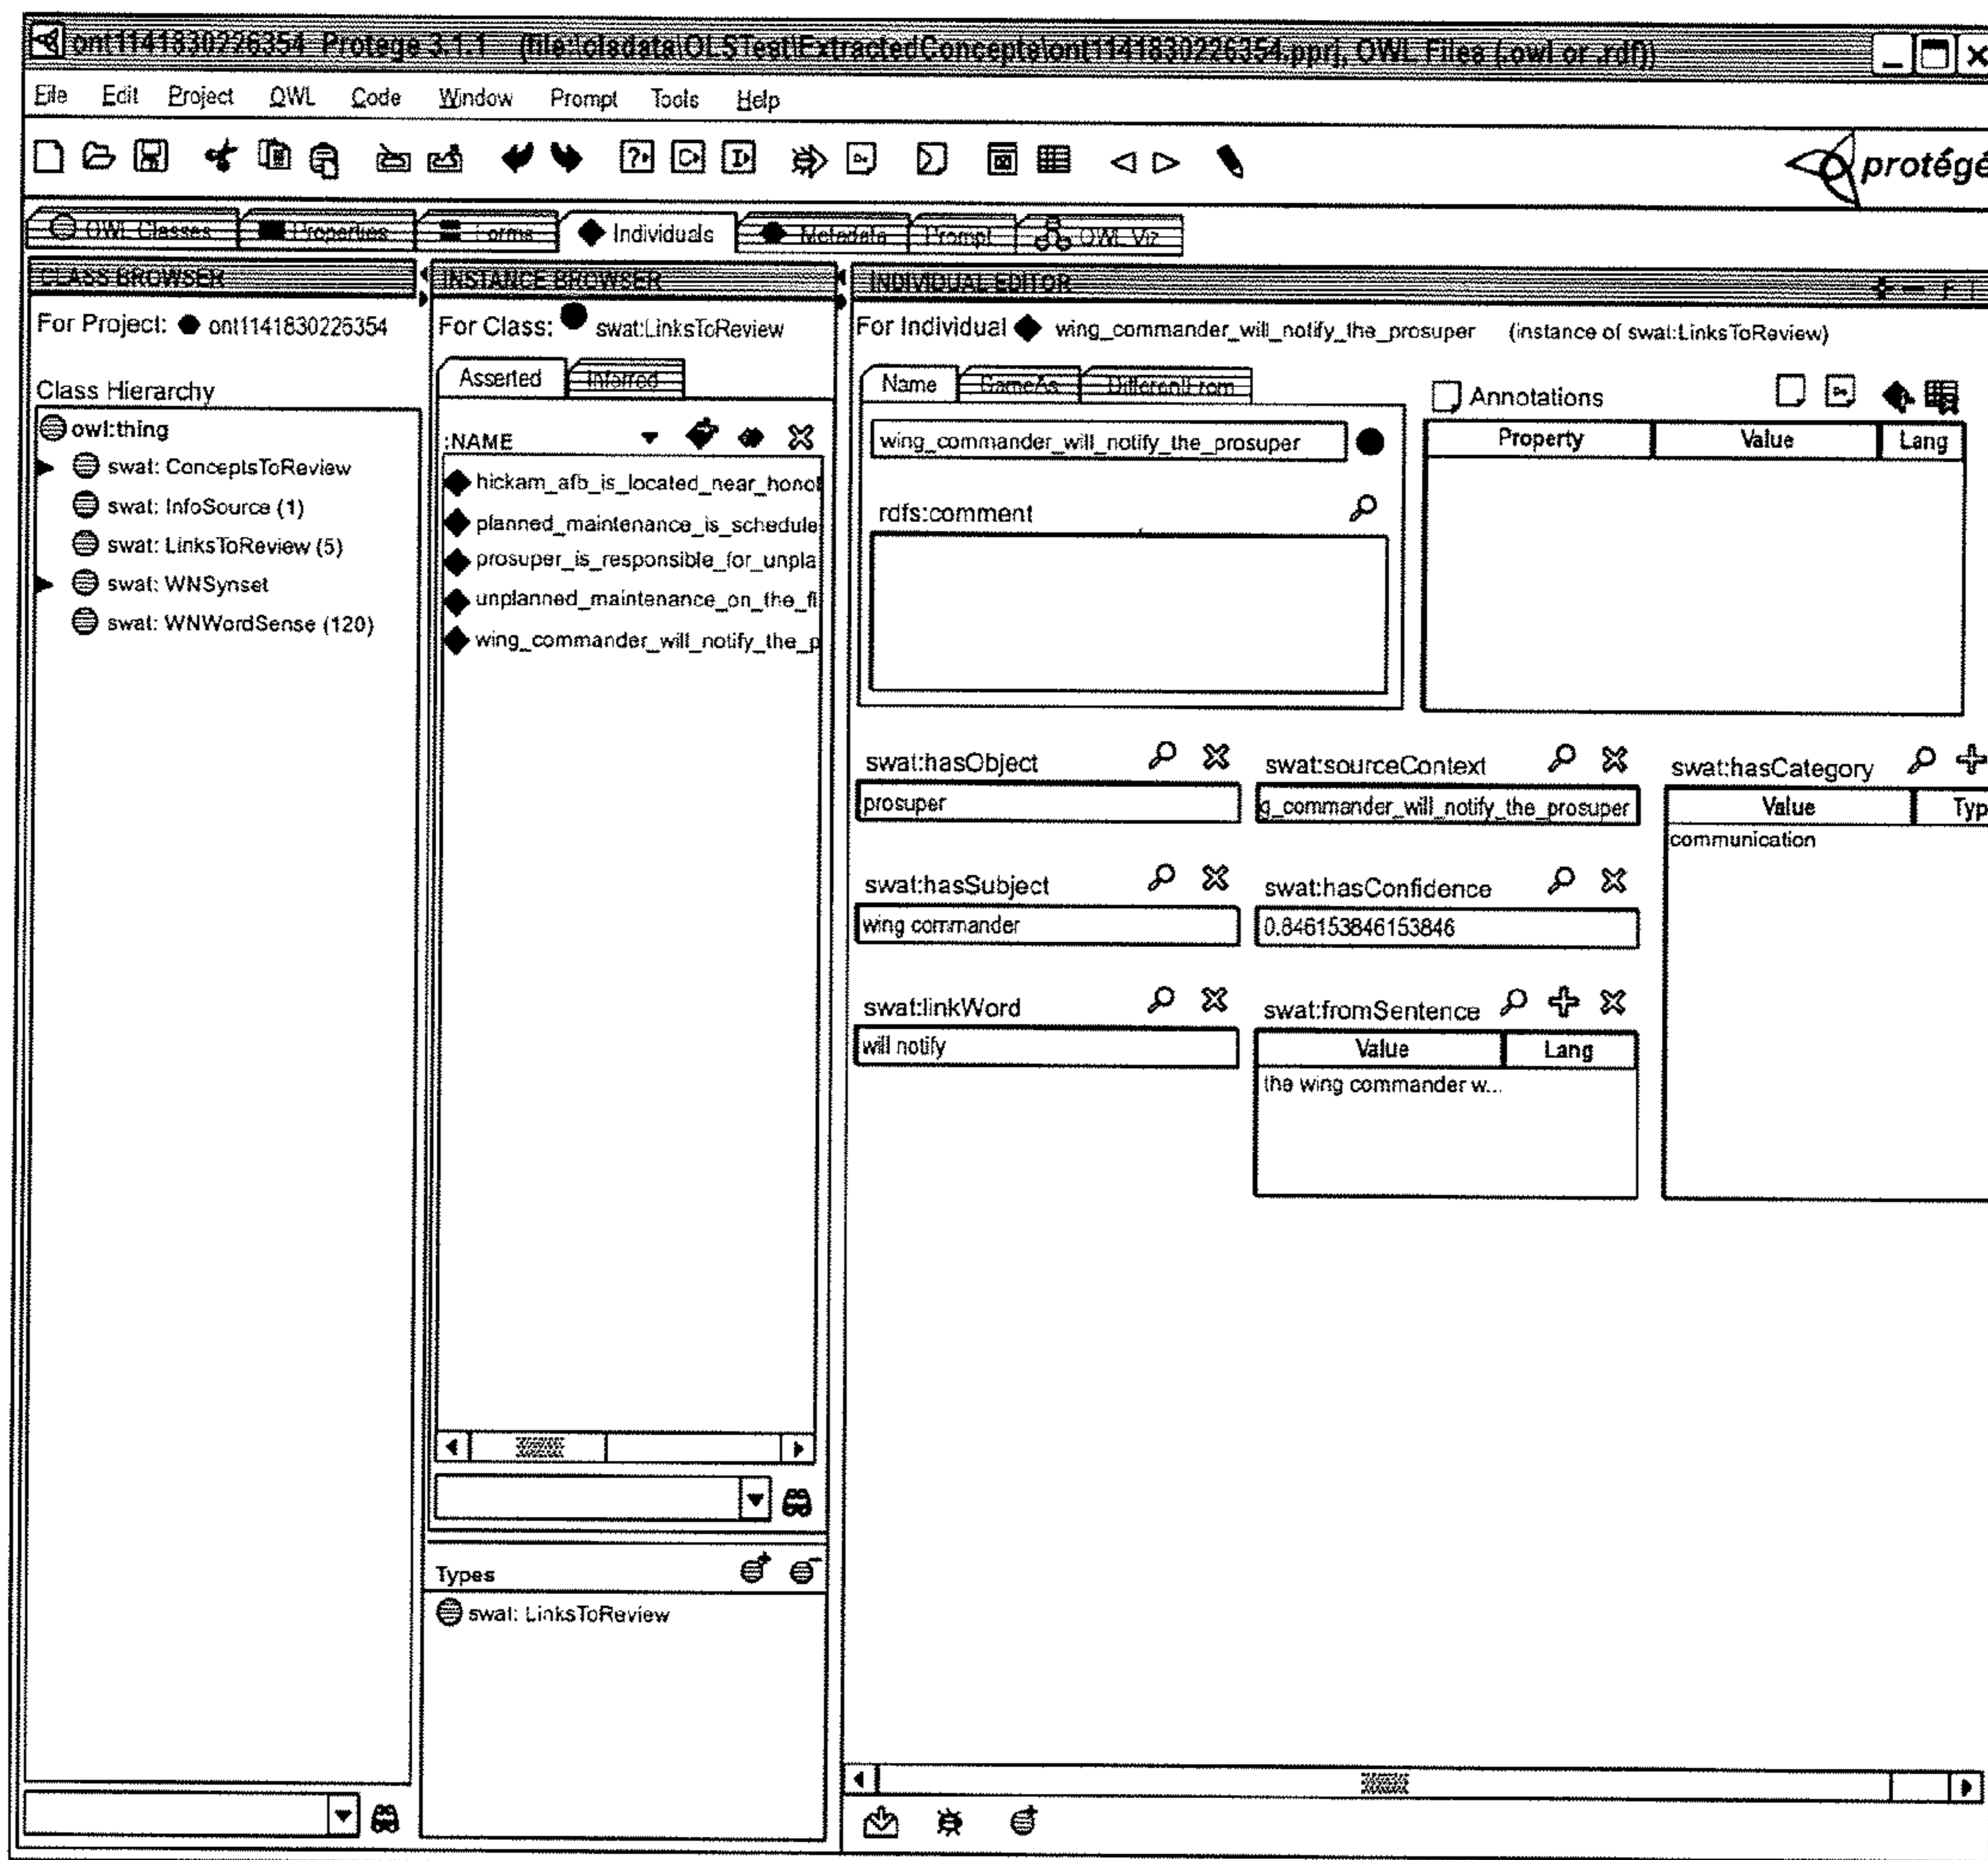 ont1141830226354 Protege 3.1.1 (file:\olsdata\OLSTest\ExtractedConcepts\ont1141830226354.pprj, OWL Files (.owl or .rdf))
File Edit Project OWL Code Window Prompt Tools Help
protégé
OWL Classes Properties Forms Individuals Metadata Prompt OWL Viz
CLASS BROWSER
For Project: ont1141830226354
Class Hierarchy
owl:thing
swat: ConceptsToReview
swat: InfoSource (1)
swat: LinksToReview (5)
swat: WNSynset
swat: WNWordSense (120)
INSTANCE BROWSER
For Class: swat:LinksToReview
Asserted Inferred
:NAME
hickam_afb_is_located_near_honol
planned_maintenance_is_schedule
prosuper_is_responsible_for_unpla
unplanned_maintenance_on_the_fl
wing_commander_will_notify_the_p
Types
swat: LinksToReview
INDIVIDUAL EDITOR
For Individual wing_commander_will_notify_the_prosuper (instance of swat:LinksToReview)
Name SameAs DifferentFrom
wing_commander_will_notify_the_prosuper
rdfs:comment
Annotations
Property Value Lang
swat:hasObject
prosuper
swat:sourceContext
g_commander_will_notify_the_prosuper
swat:hasCategory
Value Typ
communication
swat:hasSubject
wing commander
swat:hasConfidence
0.846153846153846
swat:linkWord
will notify
swat:fromSentence
Value Lang
the wing commander w...